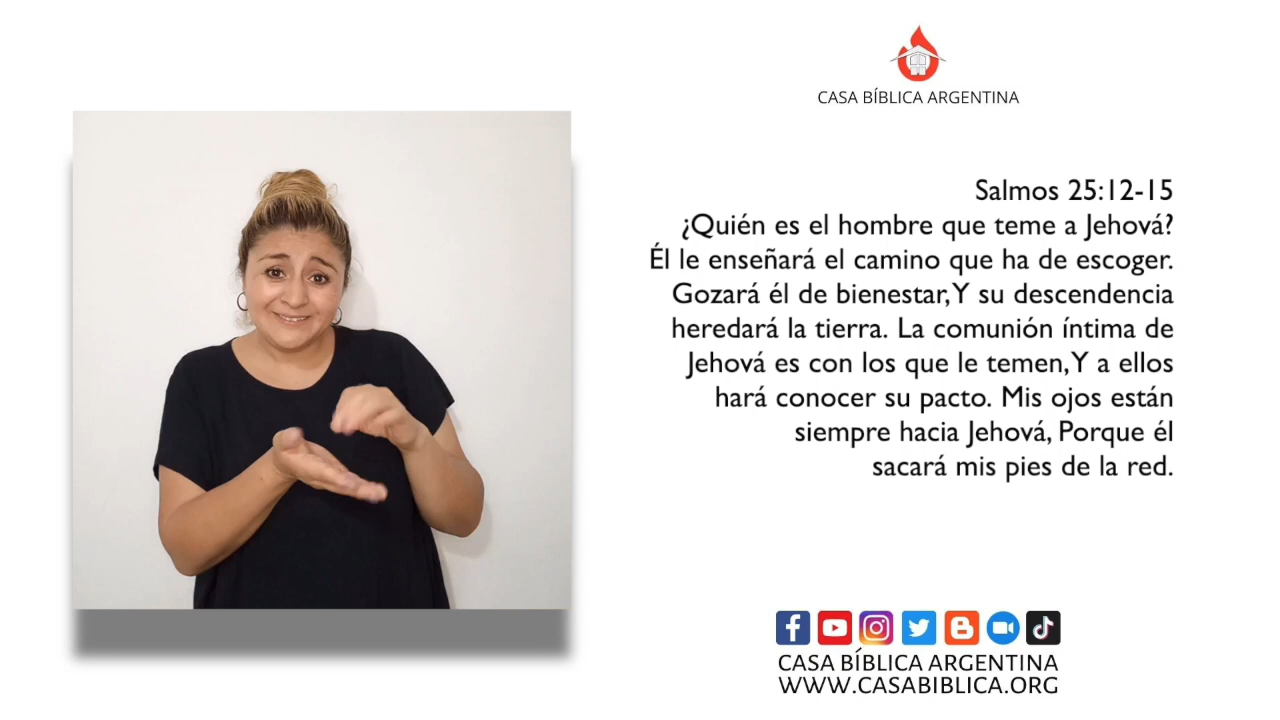 CASA BÍBLICA ARGENTINA
Salmos 25:12-15
¿Quién es el hombre que teme a Jehová?
Él le enseñará el camino que ha de escoger.
Gozará él de bienestar,Y su descendencia
heredará la tierra. La comunión íntima de
Jehová es con los que le temen,Y a ellos
hará conocer su pacto. Mis ojos están
siempre hacia Jehová, Porque él
sacará mis pies de la red.
CASA BÍBLICA ARGENTINA
WWW.CASABIBLICA.ORG